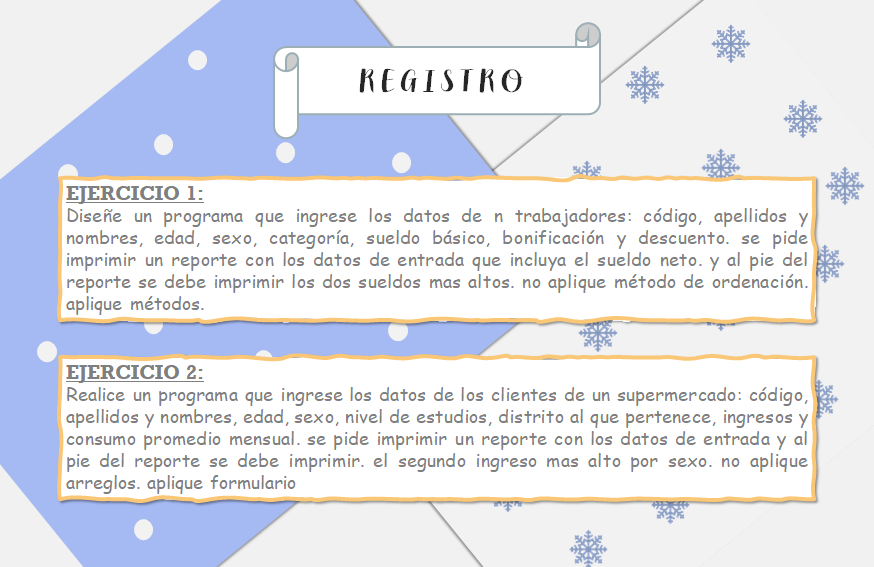 REGISTRO
EJERCICIO 1:
Diseñe un programa que ingrese los datos de n trabajadores: código, apellidos y
nombres, edad, sexo, categoría, sueldo básico, bonificación y descuento. se pide
imprimir un reporte con los datos de entrada que incluya el sueldo neto. y al pie del
reporte se debe imprimir los dos sueldos mas altos. no aplique método de ordenación.
aplique métodos.
EJERCICIO 2:
Realice un programa que ingrese los datos de los clientes de un supermercado: código,
apellidos y nombres, edad, sexo, nivel de estudios, distrito al que pertenece, ingresos y
consumo promedio mensual. se pide imprimir un reporte con los datos de entrada y al
pie del reporte se debe imprimir. el segundo ingreso mas alto por sexo. no aplique
arreglos. aplique formulario